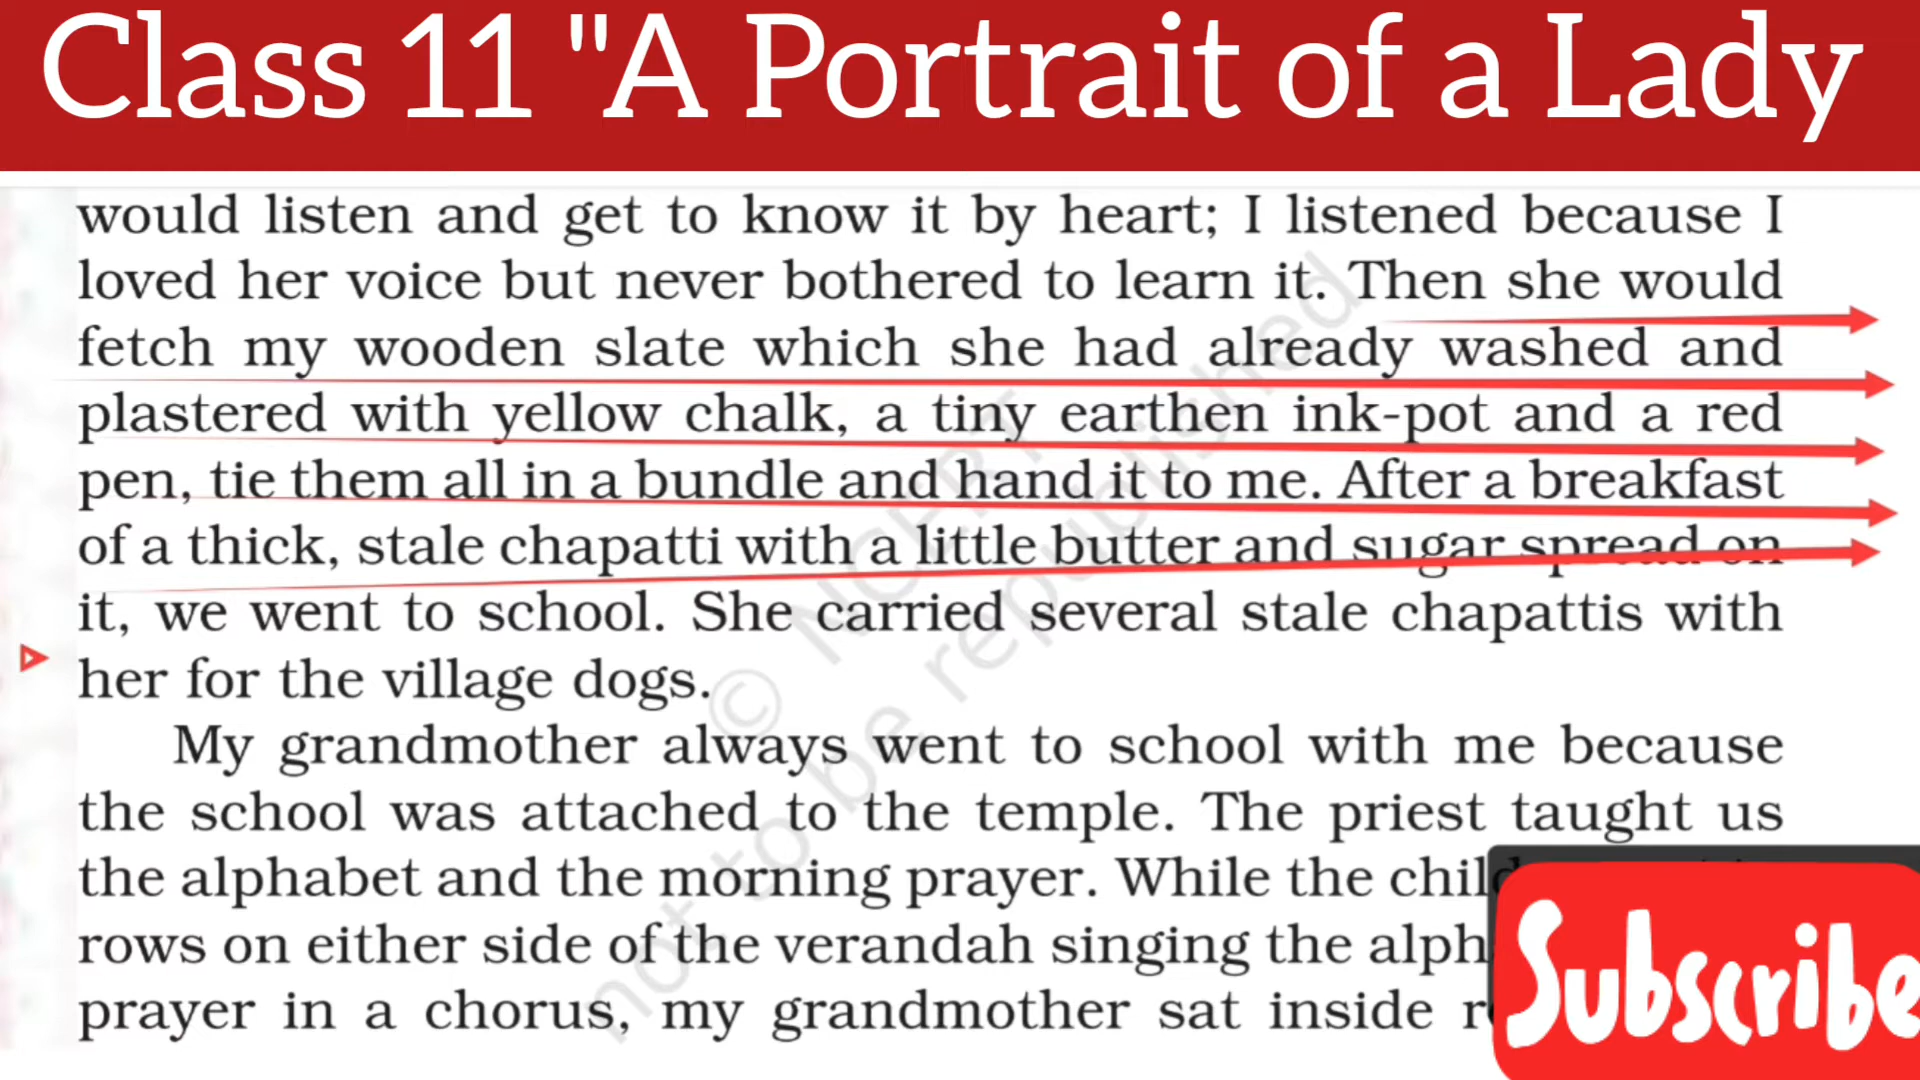 Class 11 "A Portrait of a Lady
would listen and get to know it by heart; I listened because I
loved her voice but never bothered to learn it. Then she would
fetch my wooden slate which she had already washed and
plastered with yellow chalk, a tiny earthen ink-pot and a red
pen, tie them all in a bundle and hand it to me. After a breakfast
of a thick, stale chapatti with a little butter and sugar spread on
it, we went to school. She carried several stale chapattis with
her for the village dogs.
My grandmother always went to school with me because
the school was attached to the temple. The priest taught us
the alphabet and the morning prayer. While the
rows on either side of the verandah singing the
prayer in a chorus, my grandmother sat inside
© NCERT
not to be republished
Subscribe